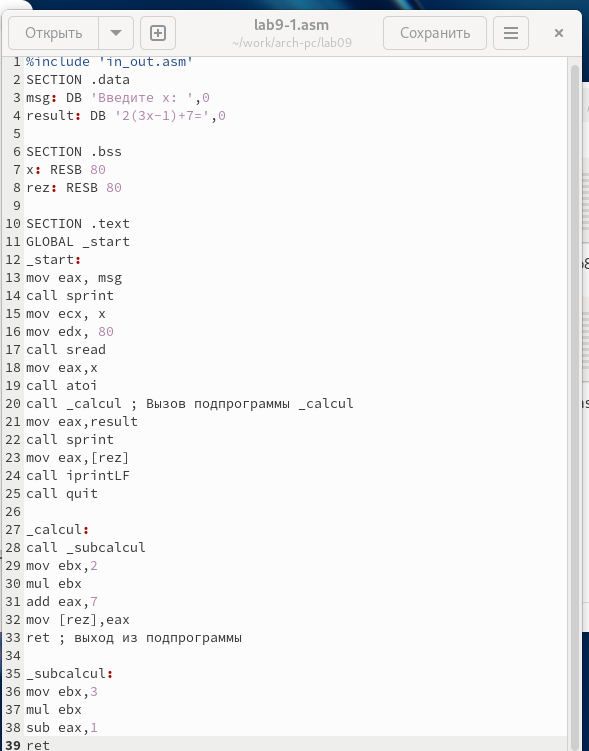 Открыть
lab9-1.asm
~/work/arch-pc/lab09
Сохранить
1 %include 'in_out.asm'
2 SECTION .data
3 msg: DB 'Введите x: ',0
4 result: DB '2(3x-1)+7=',0
5
6 SECTION .bss
7 x: RESB 80
8 rez: RESB 80
9
10 SECTION .text
11 GLOBAL _start
12 _start:
13 mov eax, msg
14 call sprint
15 mov ecx, x
16 mov edx, 80
17 call sread
18 mov eax,x
19 call atoi
20 call _calcul ; Вызов подпрограммы _calcul
21 mov eax,result
22 call sprint
23 mov eax,[rez]
24 call iprintLF
25 call quit
26
27 _calcul:
28 call _subcalcul
29 mov ebx,2
30 mul ebx
31 add eax,7
32 mov [rez],eax
33 ret ; выход из подпрограммы
34
35 _subcalcul:
36 mov ebx,3
37 mul ebx
38 sub eax,1
39 ret